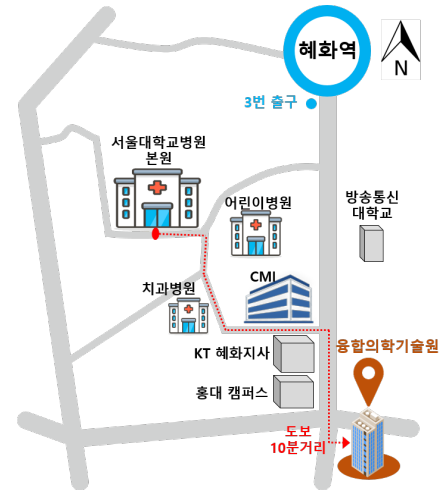 혜화역
N
3번 출구
서울대학교병원
본원
어린이병원
방송통신
대학교
CMI
치과병원
KT 혜화지사
융합의학기술원
홍대 캠퍼스
도보
10분거리